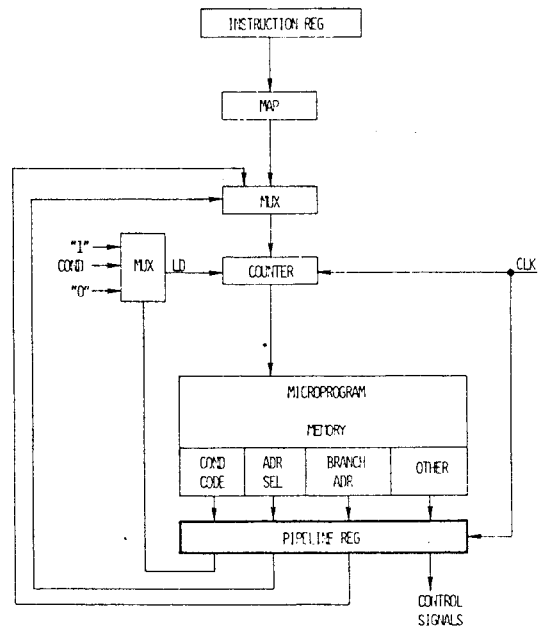 INSTRUCTION REG
MAP
MUX
"1"
COND
"0"
MUX
LD
COUNTER
CLK
MICROPROGRAM
MEMORY
COND
CODE
ADR
SEL
BRANCH
ADR
OTHER
PIPELINE REG
CONTROL
SIGNALS